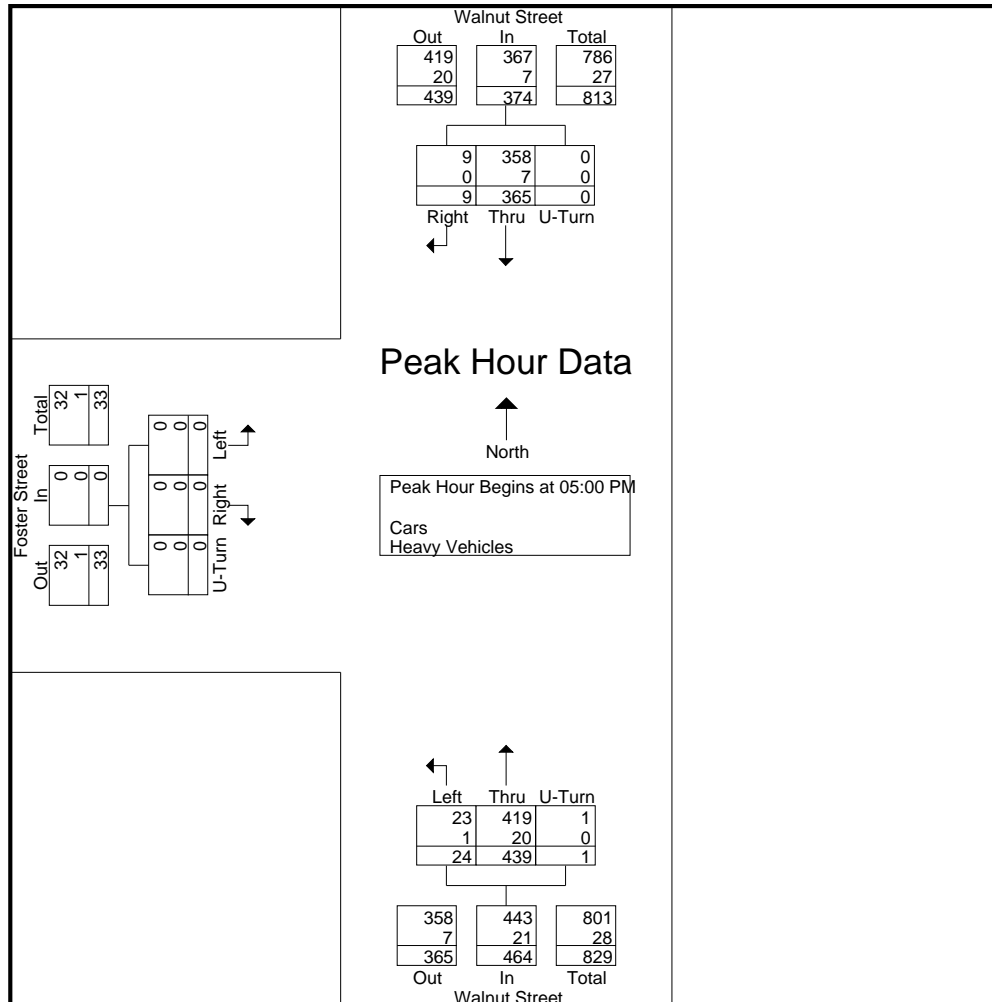 Walnut Street
Out In Total
419 367 786
20 7 27
439 374 813
9 358 0
0 7 0
9 365 0
Right Thru U-Turn
Peak Hour Data
North
Peak Hour Begins at 05:00 PM
Cars
Heavy Vehicles
Foster Street
Out In Total
32 0 32
1 0 1
33 0 33
0 0 0
0 0 0
0 0 0
U-Turn Right Left
Left Thru U-Turn
23 419 1
1 20 0
24 439 1
358 443 801
7 21 28
365 464 829
Out In Total
Walnut Street